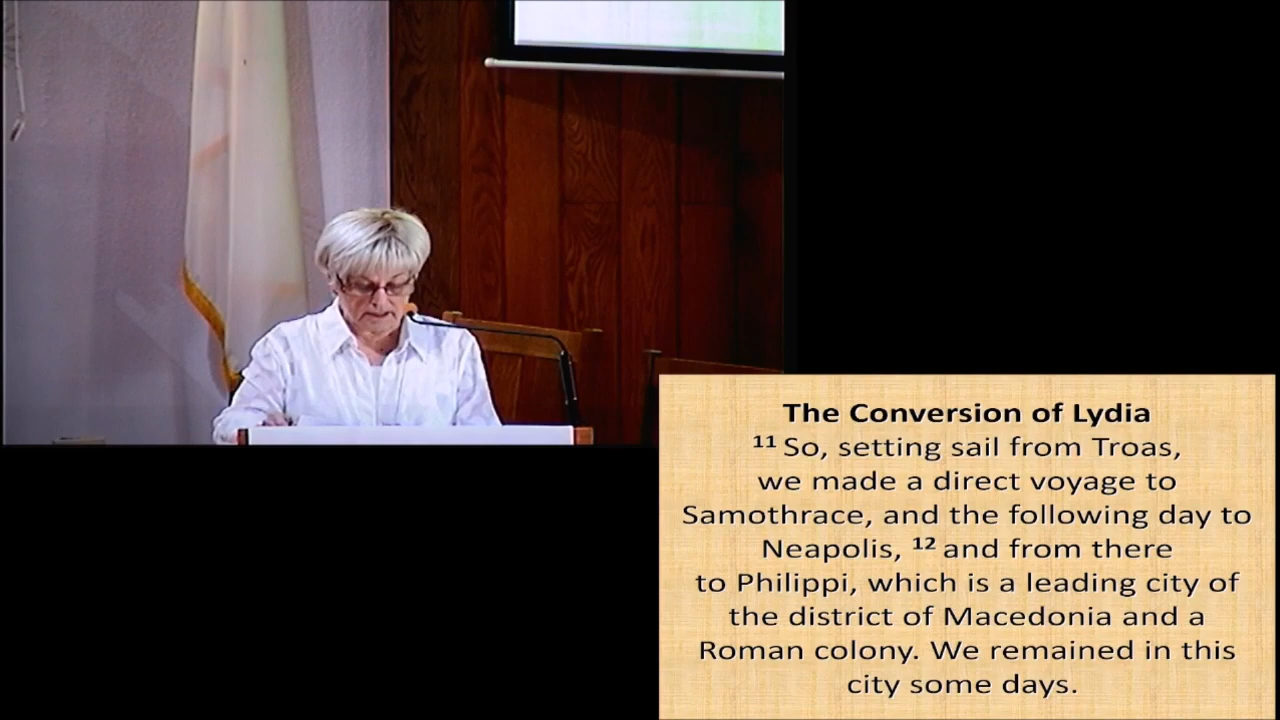 The Conversion of Lydia
¹¹ So, setting sail from Troas,
we made a direct voyage to
Samothrace, and the following day to
Neapolis, ¹² and from there
to Philippi, which is a leading city of
the district of Macedonia and a
Roman colony. We remained in this
city some days.